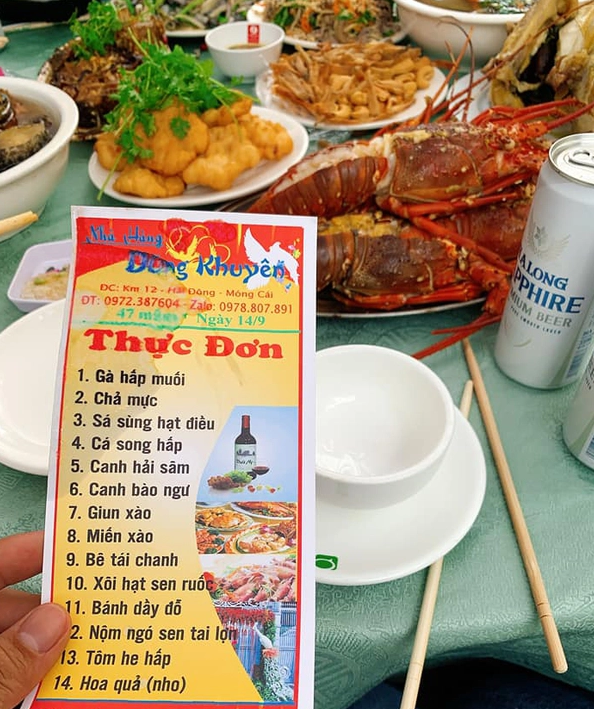 Nhà Hàng
Dũng Khuyên
ĐC: Km 12 - Hải Đông - Móng Cái
ĐT: 0972.387604 - Zalo: 0978.807.891
47 mâm - Ngày 14/9
Thực Đơn
1. Gà hấp muối
2. Chả mực
3. Sá sùng hạt điều
4. Cá song hấp
5. Canh hải sâm
6. Canh bào ngư
7. Giun xào
8. Miến xào
9. Bê tái chanh
10. Xôi hạt sen ruốc
11. Bánh dầy đỗ
2. Nộm ngó sen tai lợn
13. Tôm he hấp
14. Hoa quả (nho)
ALONG
PPHIRE
MIUM BEER